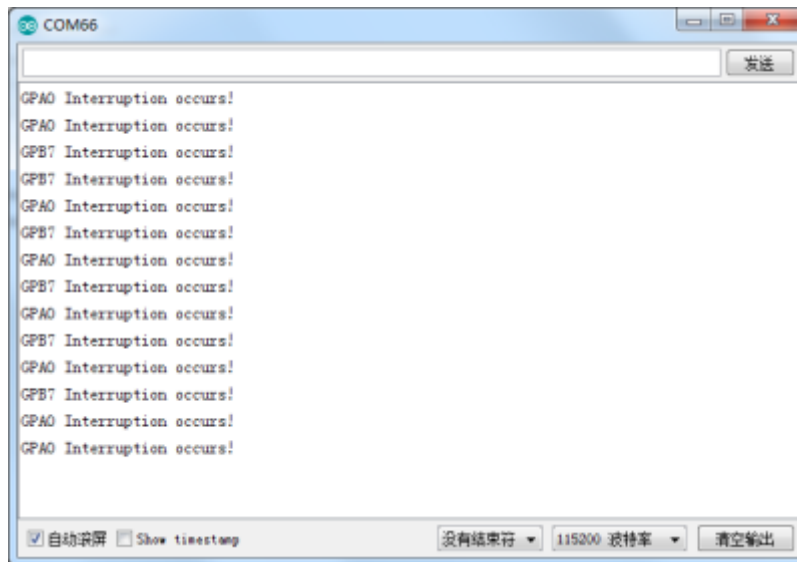 COM66
发送
GPA0 Interruption occurs!
GPA0 Interruption occurs!
GPB7 Interruption occurs!
GPB7 Interruption occurs!
GPA0 Interruption occurs!
GPB7 Interruption occurs!
GPA0 Interruption occurs!
GPB7 Interruption occurs!
GPA0 Interruption occurs!
GPB7 Interruption occurs!
GPA0 Interruption occurs!
GPB7 Interruption occurs!
GPA0 Interruption occurs!
GPA0 Interruption occurs!
自动滚屏 Show timestamp 没有结束符 115200 波特率 清空输出